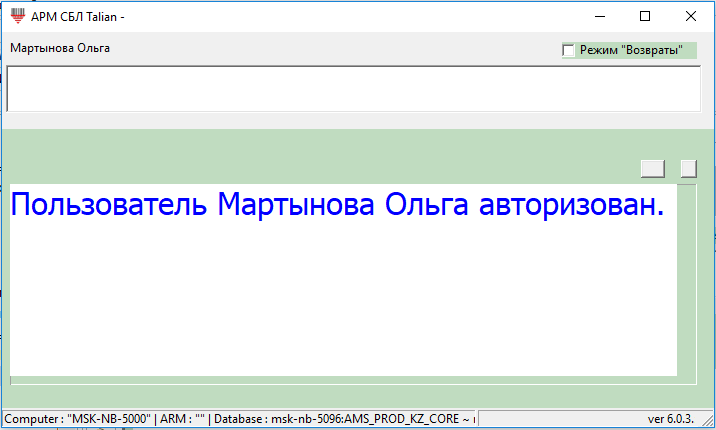 АРМ СБЛ Talian -
Мартынова Ольга
Режим "Возвраты"
Пользователь Мартынова Ольга авторизован.
Computer : "MSK-NB-5000" | ARM : "" | Database : msk-nb-5096:AMS_PROD_KZ_CORE ~
ver 6.0.3.